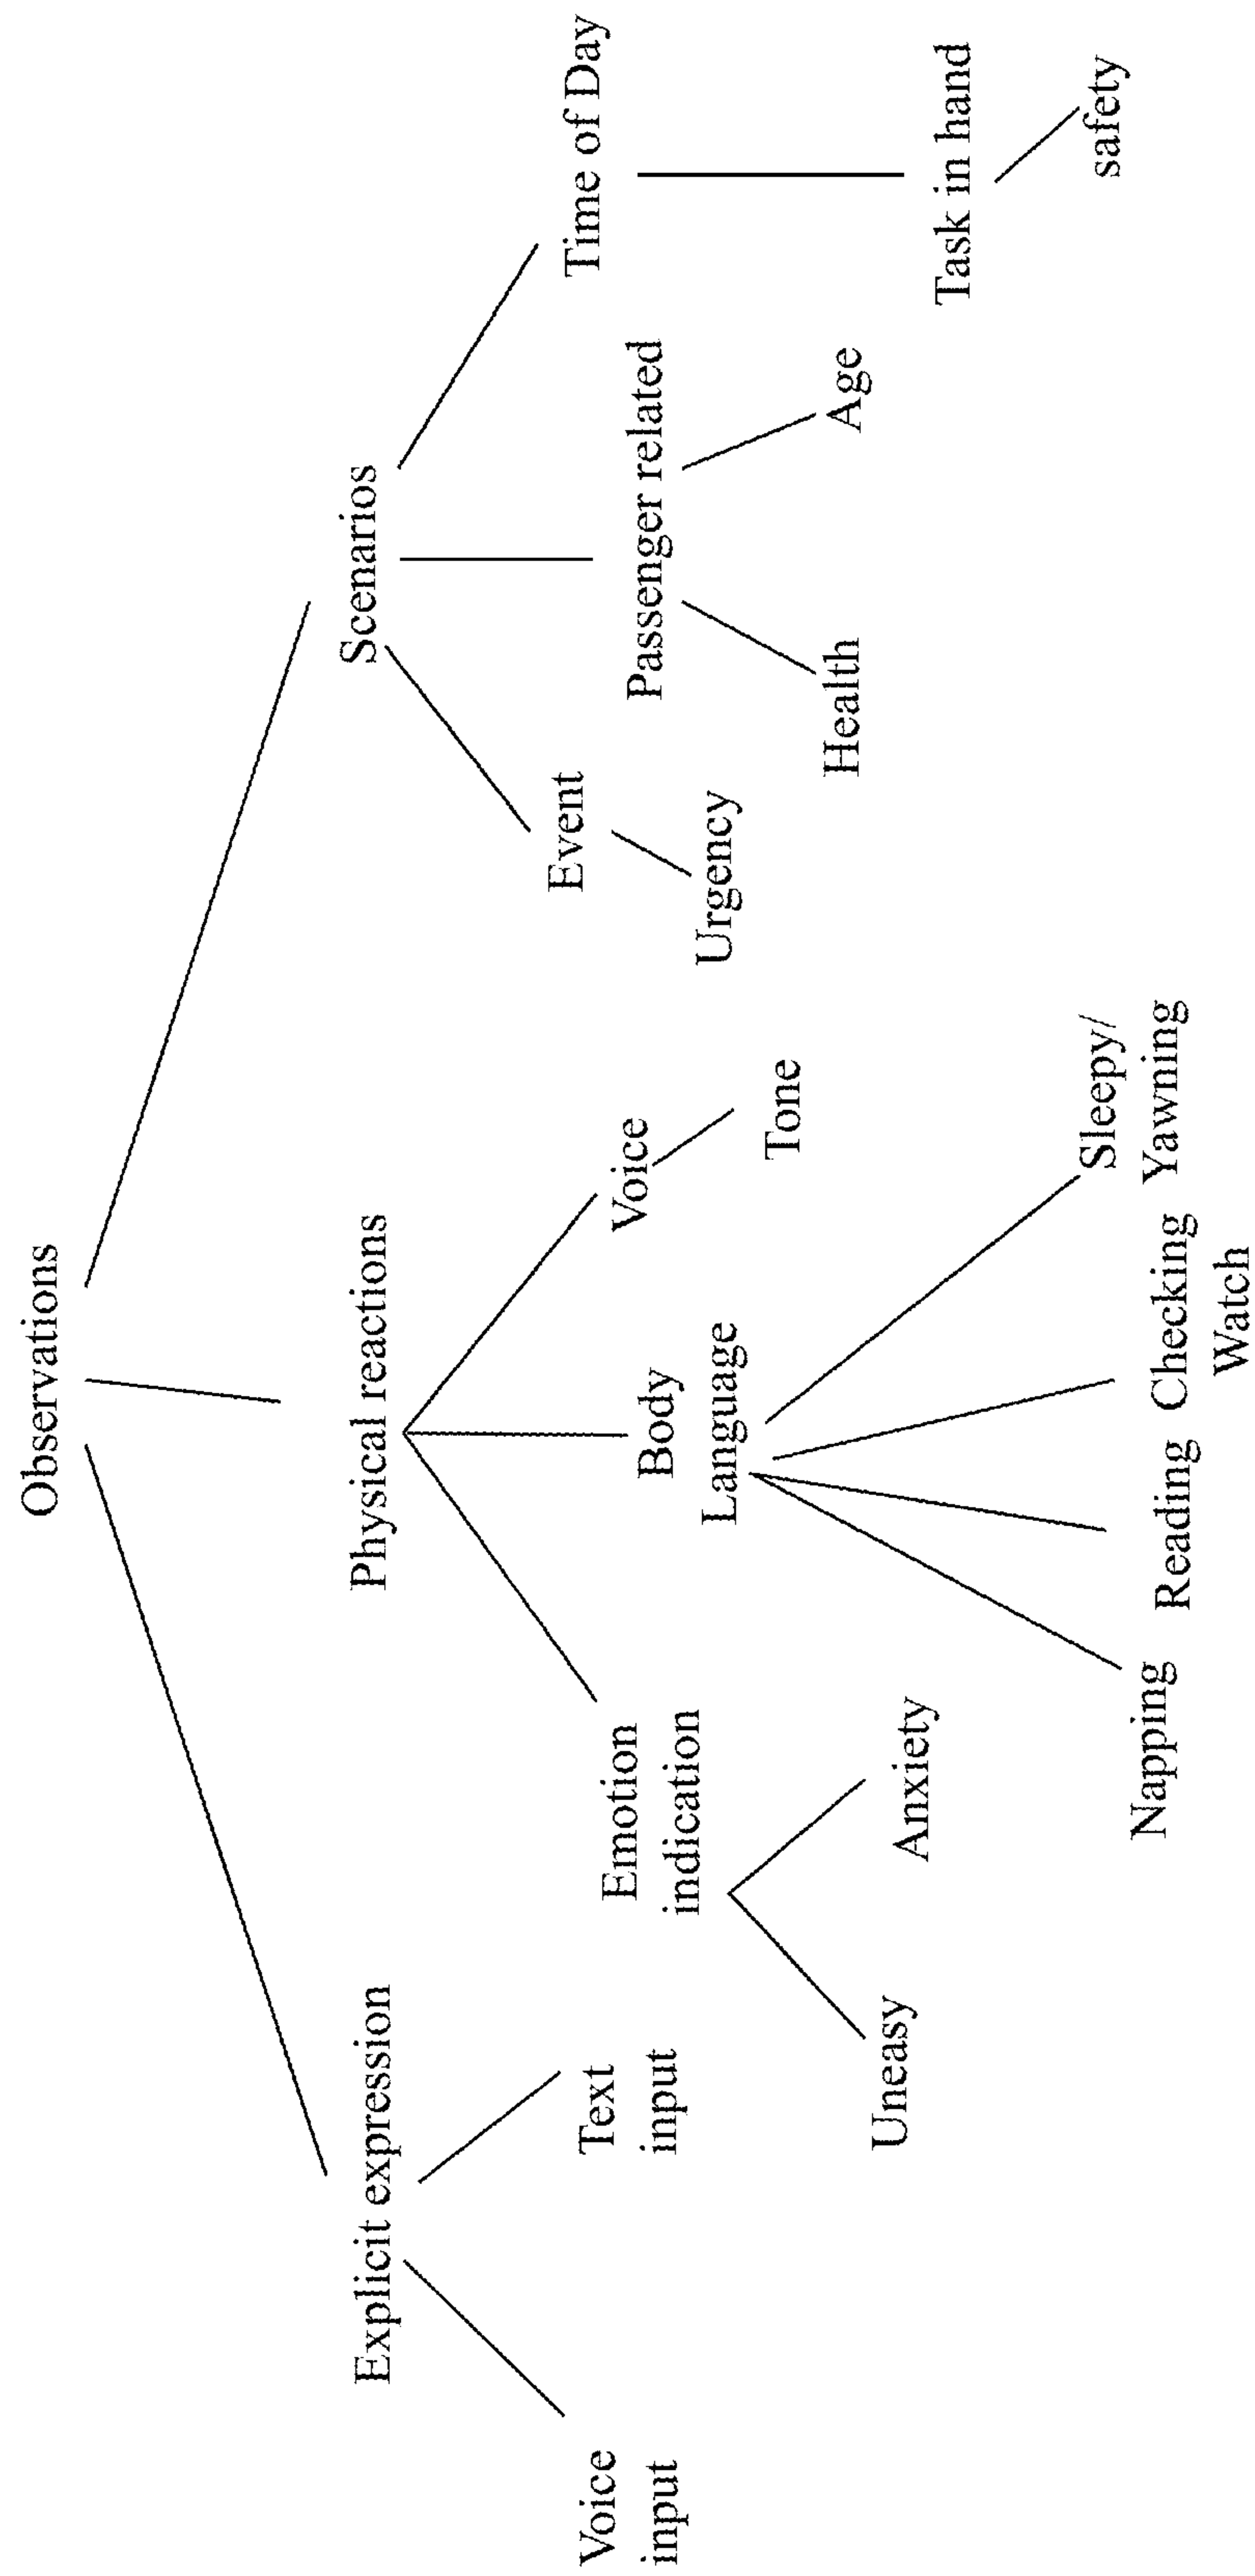 Observations
Explicit expression
Physical reactions
Scenarios
Voice
input
Text
input
Emotion
indication
Body
Language
Voice
Event
Passenger related
Time of Day
Uneasy
Anxiety
Tone
Urgency
Health
Age
Task in hand
Napping
Reading
Checking
Watch
Sleepy/
Yawning
safety